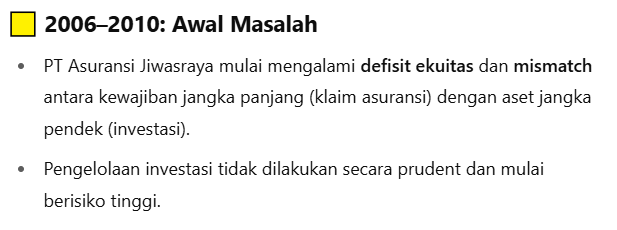 2006–2010: Awal Masalah
• PT Asuransi Jiwasraya mulai mengalami defisit ekuitas dan mismatch
antara kewajiban jangka panjang (klaim asuransi) dengan aset jangka
pendek (investasi).
• Pengelolaan investasi tidak dilakukan secara prudent dan mulai
berisiko tinggi.